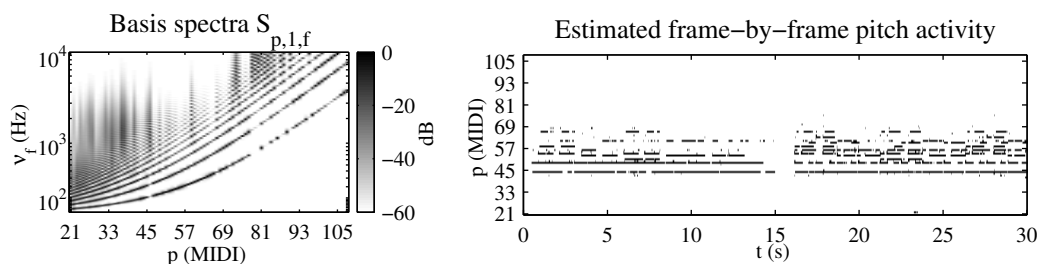 Basis spectra S p,1,f
10^4
10^3
10^2
ν_f (Hz)
21 33 45 57 69 81 93 105
p (MIDI)
0
−20
−40
−60
dB
Estimated frame−by−frame pitch activity
105
93
81
69
57
45
33
21
p (MIDI)
0 5 10 15 20 25 30
t (s)